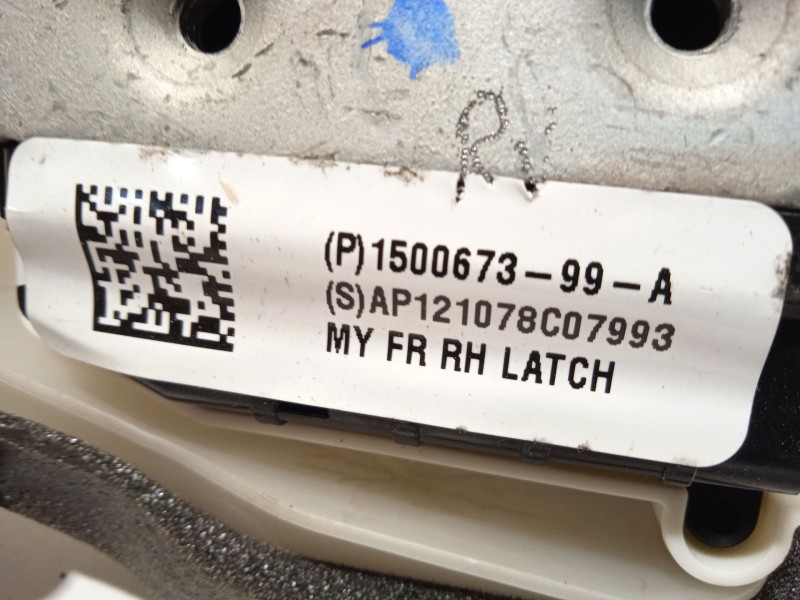 (P)1500673-99-A
(S)AP121078C07993
MY FR RH LATCH